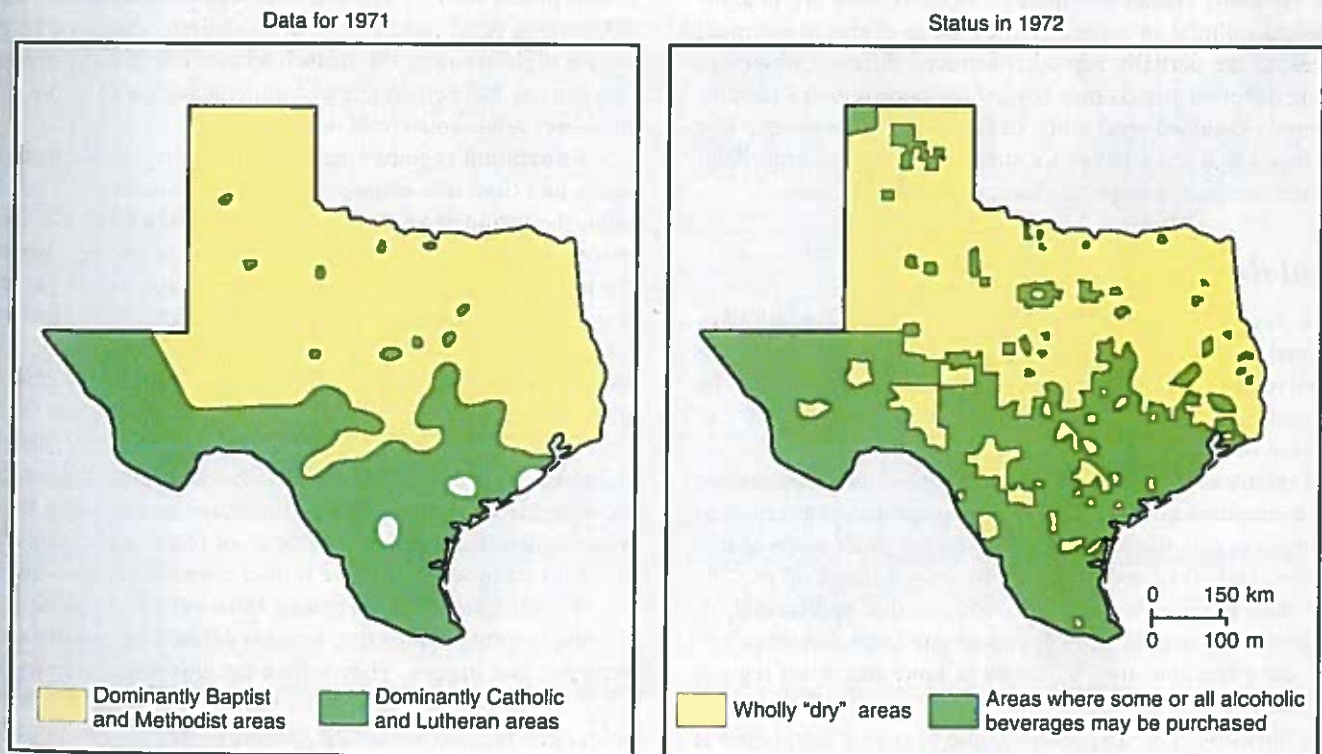 Data for 1971
Status in 1972
0 150 km
0 100 m
Dominantly Baptist
and Methodist areas
Dominantly Catholic
and Lutheran areas
Wholly "dry" areas
Areas where some or all alcoholic
beverages may be purchased